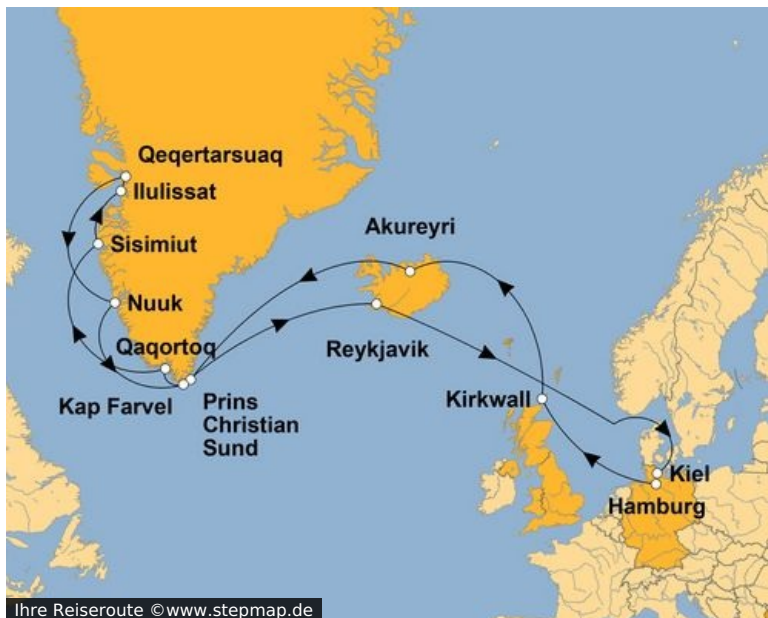 Qeqertarsuaq
Ilulissat
Akureyri
Sisimiut
Nuuk
Qaqortoq
Reykjavik
Kap Farvel
Prins
Christian
Sund
Kirkwall
Kiel
Hamburg
Ihre Reiseroute ©www.stepmap.de